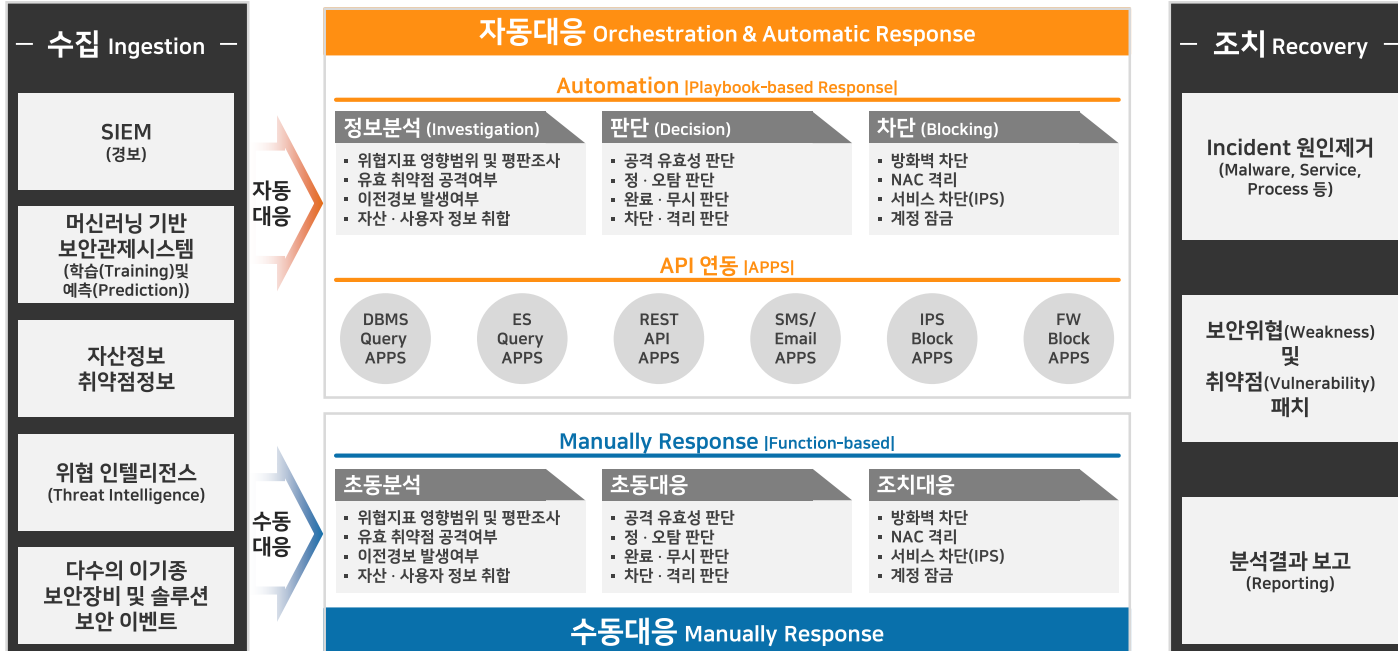 수집 Ingestion
SIEM
(경보)
머신러닝 기반
보안관제시스템
(학습(Training)및
예측(Prediction))
자산정보
취약점정보
위협 인텔리전스
(Threat Intelligence)
다수의 이기종
보안장비 및 솔루션
보안 이벤트
자동
대응
수동
대응
자동대응 Orchestration & Automatic Response
Automation |Playbook-based Response|
정보분석 (Investigation)
▪ 위협지표 영향범위 및 평판조사
▪ 유효 취약점 공격여부
▪ 이전경보 발생여부
▪ 자산 · 사용자 정보 취합
판단 (Decision)
▪ 공격 유효성 판단
▪ 정 · 오탐 판단
▪ 완료 · 무시 판단
▪ 차단 · 격리 판단
차단 (Blocking)
▪ 방화벽 차단
▪ NAC 격리
▪ 서비스 차단(IPS)
▪ 계정 잠금
API 연동 |APPS|
DBMS
Query
APPS
ES
Query
APPS
REST
API
APPS
SMS/
Email
APPS
IPS
Block
APPS
FW
Block
APPS
Manually Response |Function-based|
초동분석
▪ 위협지표 영향범위 및 평판조사
▪ 유효 취약점 공격여부
▪ 이전경보 발생여부
▪ 자산 · 사용자 정보 취합
초동대응
▪ 공격 유효성 판단
▪ 정 · 오탐 판단
▪ 완료 · 무시 판단
▪ 차단 · 격리 판단
조치대응
▪ 방화벽 차단
▪ NAC 격리
▪ 서비스 차단(IPS)
▪ 계정 잠금
수동대응 Manually Response
조치 Recovery
Incident 원인제거
(Malware, Service,
Process 등)
보안위협(Weakness)
및
취약점(Vulnerability)
패치
분석결과 보고
(Reporting)